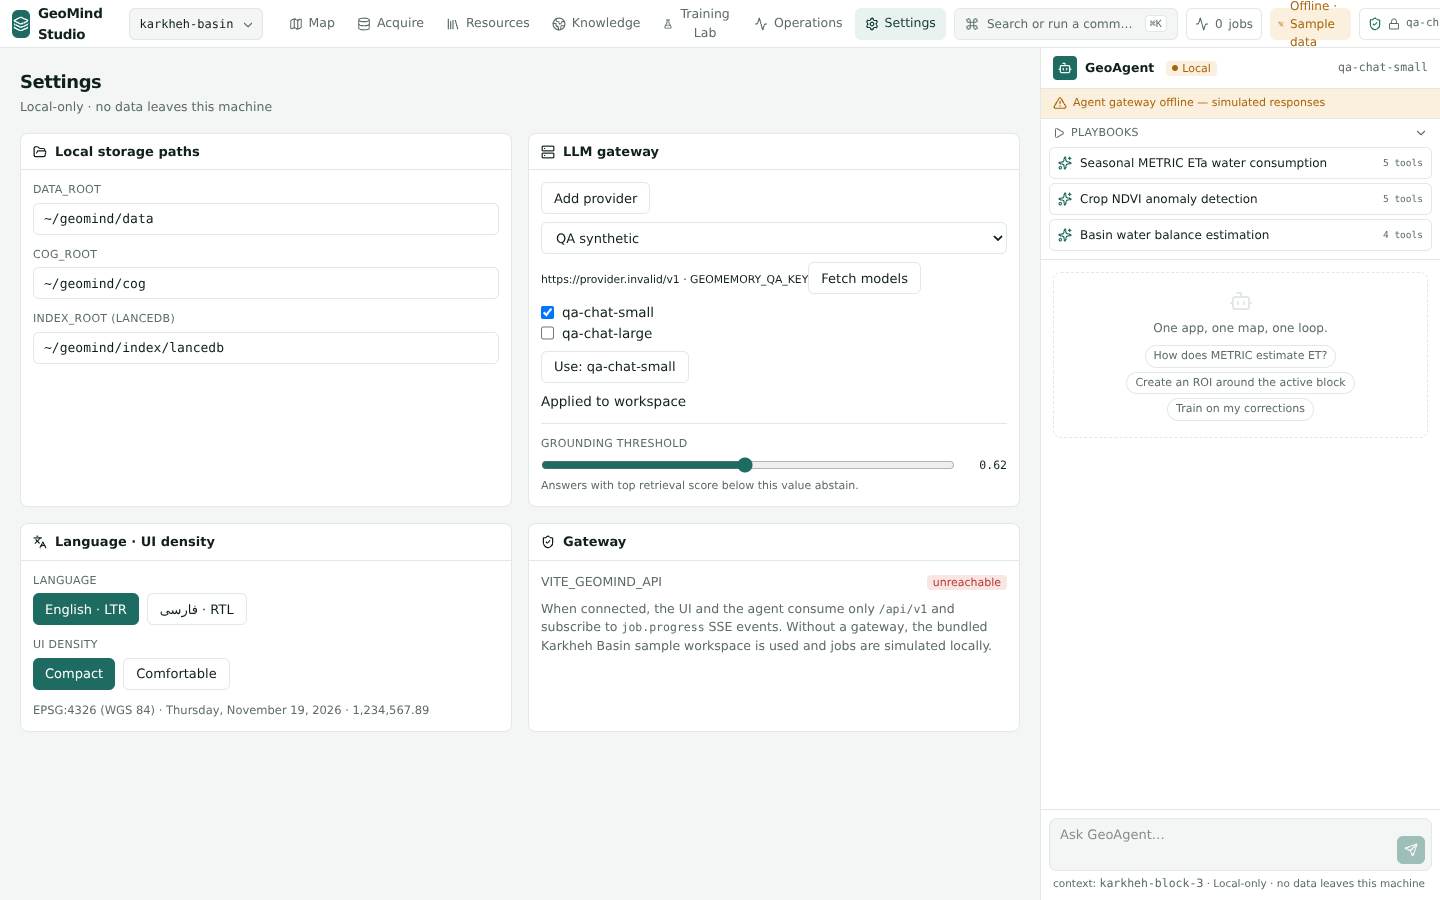 GeoMind
Studio
karkheh-basin
Map
Acquire
Resources
Knowledge
Training
Lab
Operations
Settings
Search or run a comm…
⌘K
0 jobs
Offline ·
Sample
data
qa-ch
Settings
Local-only · no data leaves this machine
Local storage paths
DATA_ROOT
~/geomind/data
COG_ROOT
~/geomind/cog
INDEX_ROOT (LANCEDB)
~/geomind/index/lancedb
LLM gateway
Add provider
QA synthetic
https://provider.invalid/v1 · GEOMEMORY_QA_KEY
Fetch models
qa-chat-small
qa-chat-large
Use: qa-chat-small
Applied to workspace
GROUNDING THRESHOLD
0.62
Answers with top retrieval score below this value abstain.
Language · UI density
LANGUAGE
English · LTR
فارسی · RTL
UI DENSITY
Compact
Comfortable
EPSG:4326 (WGS 84) · Thursday, November 19, 2026 · 1,234,567.89
Gateway
VITE_GEOMIND_API
unreachable
When connected, the UI and the agent consume only /api/v1 and
subscribe to job.progress SSE events. Without a gateway, the bundled
Karkheh Basin sample workspace is used and jobs are simulated locally.
GeoAgent
Local
qa-chat-small
Agent gateway offline — simulated responses
PLAYBOOKS
Seasonal METRIC ETa water consumption
5 tools
Crop NDVI anomaly detection
5 tools
Basin water balance estimation
4 tools
One app, one map, one loop.
How does METRIC estimate ET?
Create an ROI around the active block
Train on my corrections
Ask GeoAgent…
context: karkheh-block-3 · Local-only · no data leaves this machine